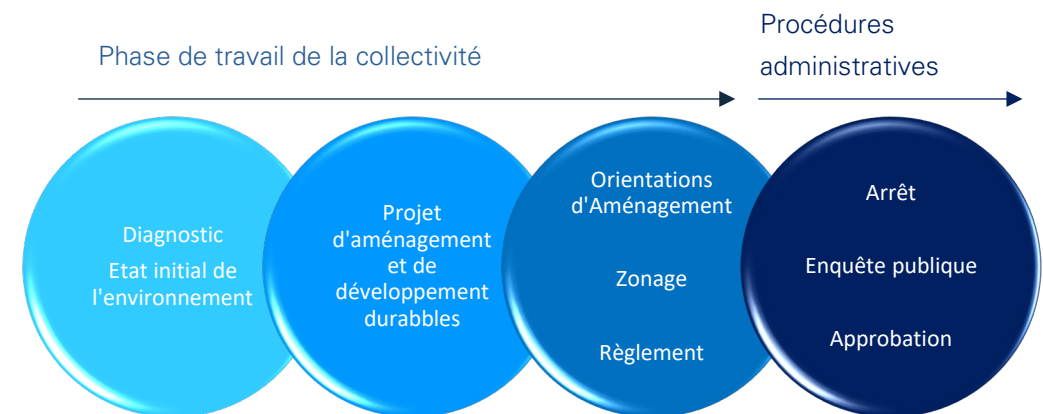 Phase de travail de la collectivité
Procédures
administratives
Diagnostic
Etat initial de
l'environnement
Projet
d'aménagement
et de
développement
durabbles
Orientations
d'Aménagement
Zonage
Règlement
Arrêt
Enquête publique
Approbation